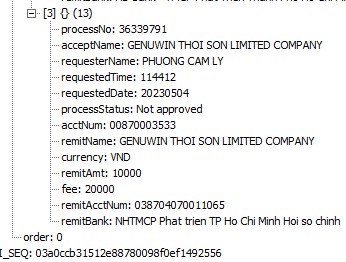 [3] {} (13)
processNo: 36339791
acceptName: GENUWIN THOI SON LIMITED COMPANY
requesterName: PHUONG CAM LY
requestedTime: 114412
requestedDate: 20230504
processStatus: Not approved
acctNum: 00870003533
remitName: GENUWIN THOI SON LIMITED COMPANY
currency: VND
remitAmt: 10000
fee: 20000
remitAcctNum: 038704070011065
remitBank: NHTMCP Phat trien TP Ho Chi Minh Hoi so chinh
order: 0
I_SEQ: 03a0ccb31512e88780098f0ef1492556